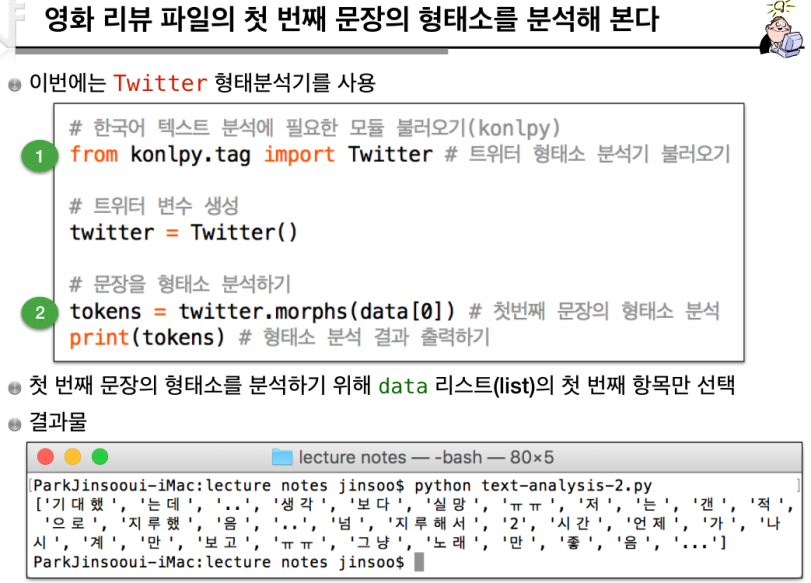 영화 리뷰 파일의 첫 번째 문장의 형태소를 분석해 본다
이번에는 Twitter 형태분석기를 사용
# 한국어 텍스트 분석에 필요한 모듈 불러오기(konlpy)
1 from konlpy.tag import Twitter # 트위터 형태소 분석기 불러오기
# 트위터 변수 생성
twitter = Twitter()
# 문장을 형태소 분석하기
2 tokens = twitter.morphs(data[0]) # 첫번째 문장의 형태소 분석
print(tokens) # 형태소 분석 결과 출력하기
첫 번째 문장의 형태소를 분석하기 위해 data 리스트(list)의 첫 번째 항목만 선택
결과물
lecture notes — -bash — 80×5
[ParkJinsooui-iMac:lecture notes jinsoo$ python text-analysis-2.py ]
['기대했', '는데', '..', '생각', '보다', '실망', 'ㅠㅠ', '저', '는', '갠', '적',
'으로', '지루했', '음', '..', '넘', '지루해서', '2', '시간', '언제', '가', '나
시', '계', '만', '보고', 'ㅠㅠ', '그냥', '노래', '만', '좋', '음', '...']
ParkJinsooui-iMac:lecture notes jinsoo$